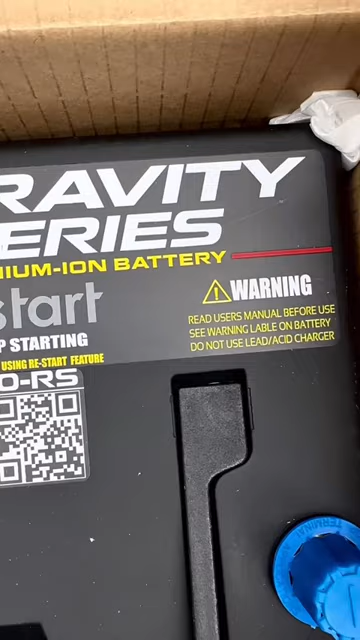 RAVITY
ERIES
HIUM-ION BATTERY
start
P STARTING
USING RE-START FEATURE
0-RS
⚠WARNING
READ USERS MANUAL BEFORE USE
SEE WARNING LABLE ON BATTERY
DO NOT USE LEAD/ACID CHARGER
TERMINAL